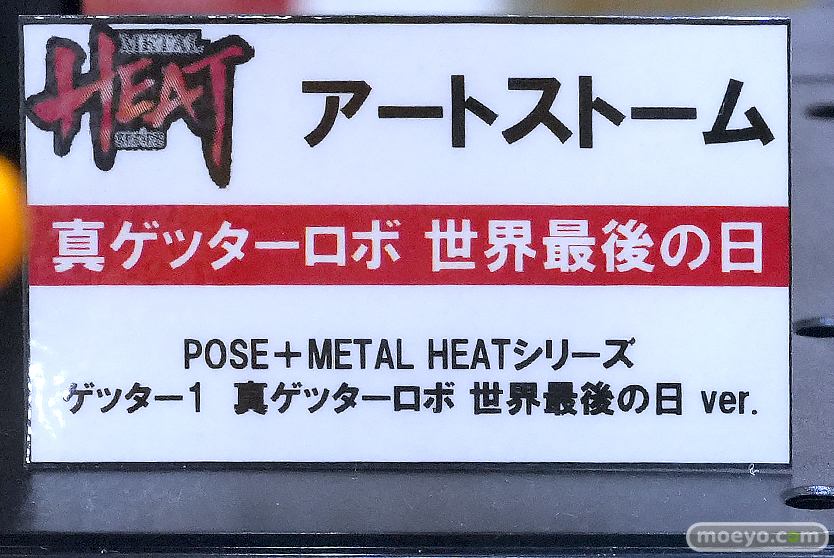 METAL
HEAT
SERIES
アートストーム
真ゲッターロボ 世界最後の日
POSE+METAL HEATシリーズ
ゲッター1 真ゲッターロボ 世界最後の日 ver.
moeyo.com